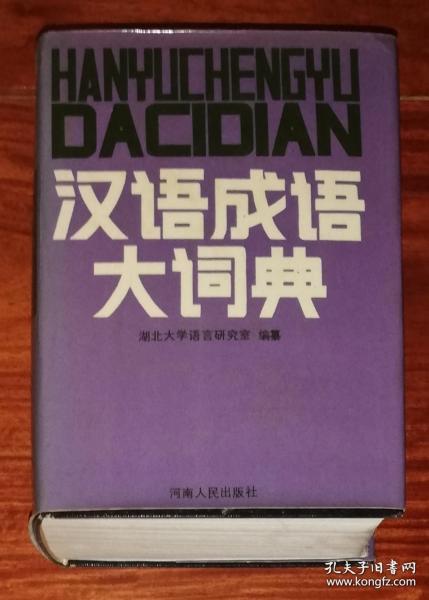 HANYUCHENGYU
DACIDIAN
汉语成语
大词典
湖北大学语言研究室 编纂
河南人民出版社
孔夫子旧书网
www.kongfz.com